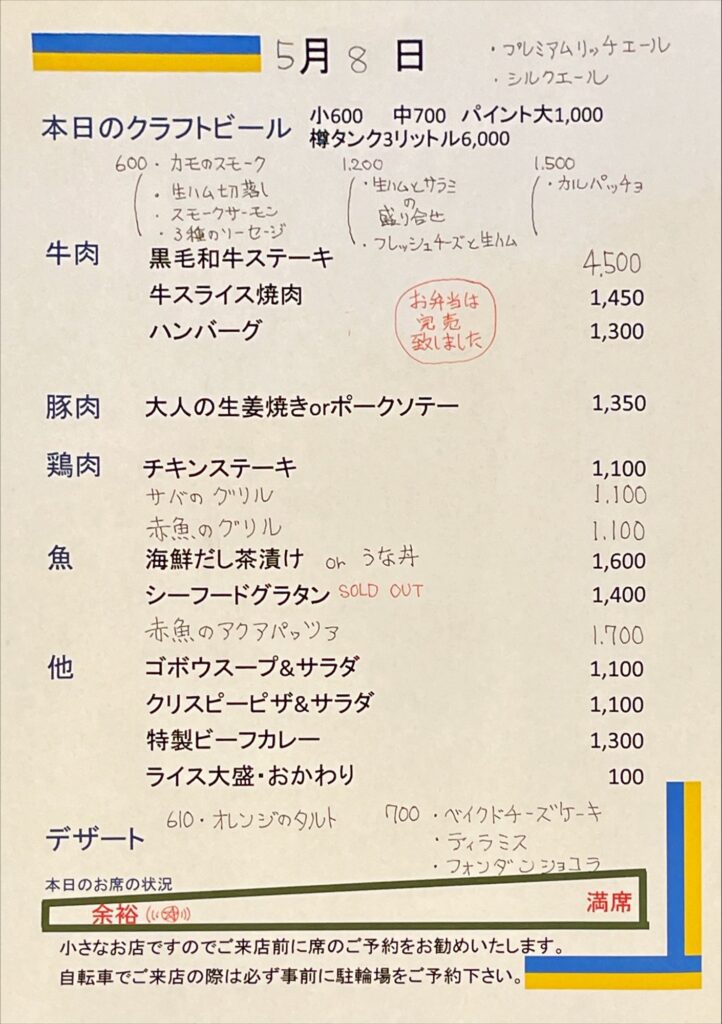 5月8日
・プレミアムリッチエール
・シルクエール
本日のクラフトビール 小600 中700 パイント大1,000
樽タンク3リットル6,000
600・カモのスモーク
・生ハム切落し
・スモークサーモン
・3種のソーセージ
1.200
・生ハムとサラミ
の
盛り合せ
・フレッシュチーズと生ハム
1.500
・カルパッチョ
牛肉 黒毛和牛ステーキ 4,500
牛スライス焼肉 1,450
ハンバーグ 1,300
お弁当は
完売
致しました
豚肉 大人の生姜焼きorポークソテー 1,350
鶏肉 チキンステーキ 1,100
サバのグリル 1.100
赤魚のグリル 1.100
魚 海鮮だし茶漬け or うな丼 1,600
シーフードグラタン SOLD OUT 1,400
赤魚のアクアパッツァ 1.700
他 ゴボウスープ&サラダ 1,100
クリスピーピザ&サラダ 1,100
特製ビーフカレー 1,300
ライス大盛・おかわり 100
デザート 610・オレンジのタルト 700・ベイクドチーズケーキ
・ティラミス
・フォンダンショコラ
本日のお席の状況
余裕 満席
小さなお店ですのでご来店前に席のご予約をお勧めいたします。
自転車でご来店の際は必ず事前に駐輪場をご予約下さい。